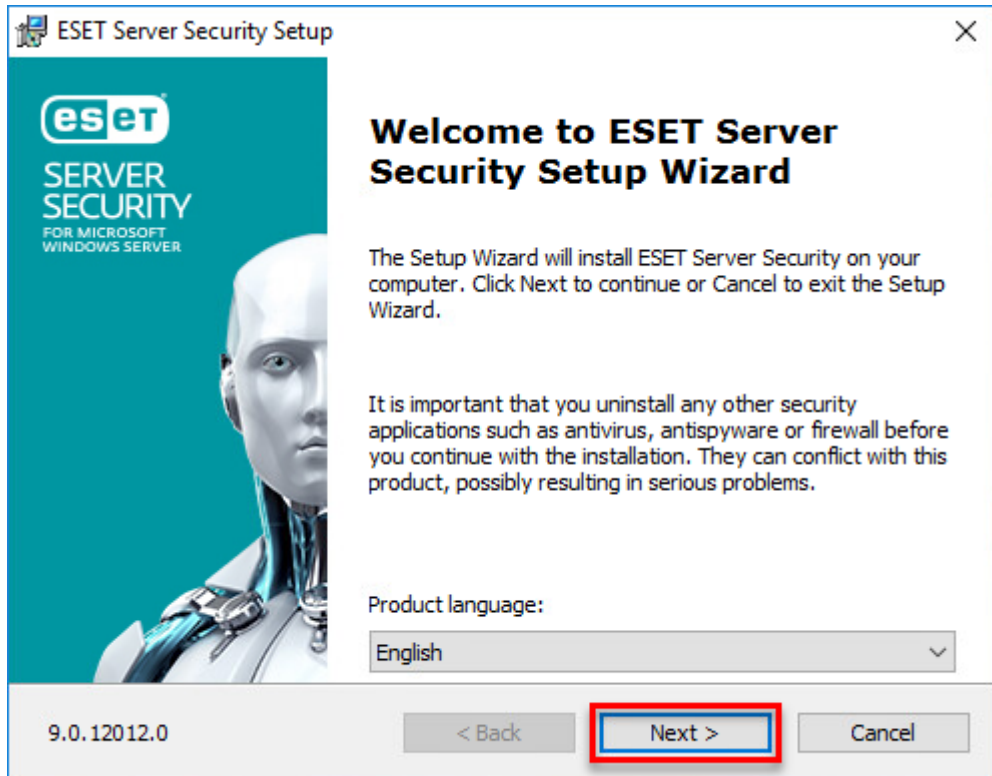 ESET Server Security Setup
eset
SERVER
SECURITY
FOR MICROSOFT
WINDOWS SERVER
Welcome to ESET Server
Security Setup Wizard
The Setup Wizard will install ESET Server Security on your
computer. Click Next to continue or Cancel to exit the Setup
Wizard.
It is important that you uninstall any other security
applications such as antivirus, antispyware or firewall before
you continue with the installation. They can conflict with this
product, possibly resulting in serious problems.
Product language:
English
9.0.12012.0
< Back
Next >
Cancel